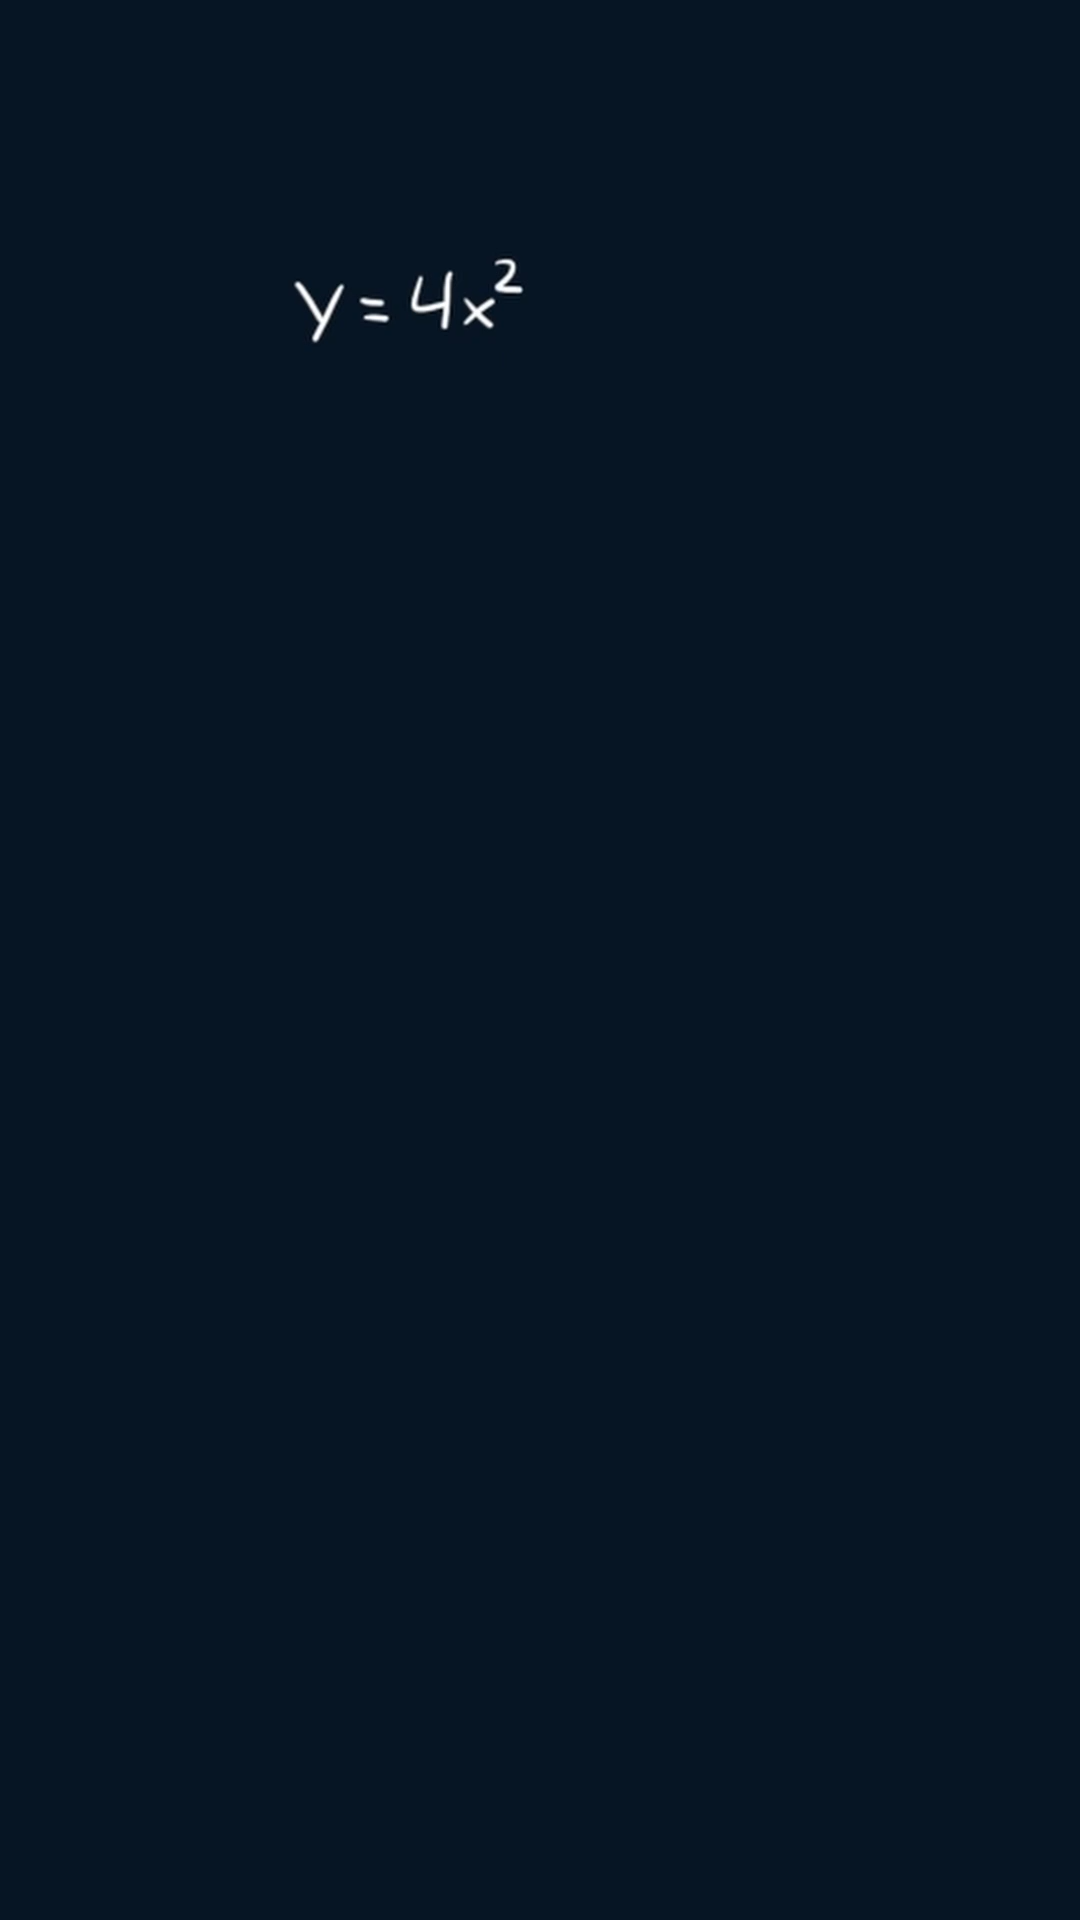 y = 4x²